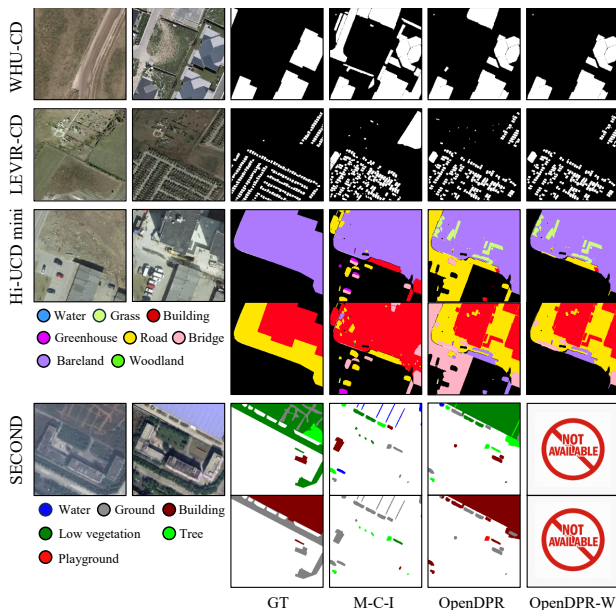 WHU-CD
LEVIR-CD
Hi-UCD mini
Water Grass Building
Greenhouse Road Bridge
Bareland Woodland
SECOND
NOT
AVAILABLE
Water Ground Building
Low vegetation Tree
Playground
NOT
AVAILABLE
GT M-C-I OpenDPR OpenDPR-W